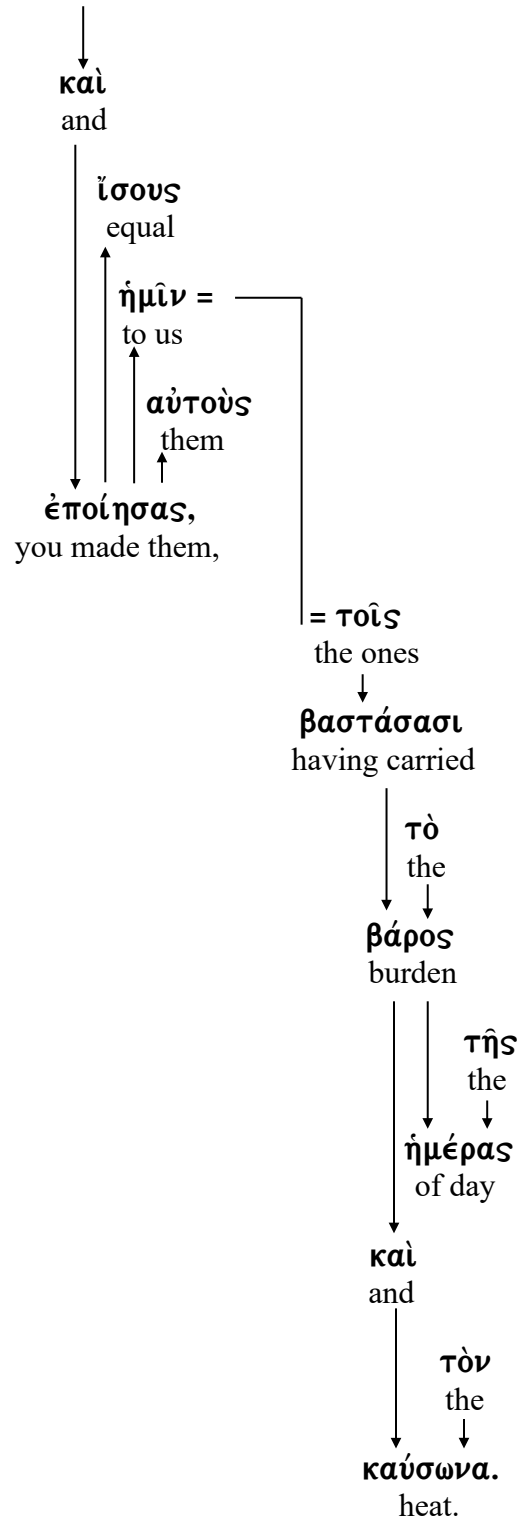 καὶ
and
ἴσους
equal
ἡμῖν =
to us
αὐτοὺς
them
ἐποίησας,
you made them,
= τοῖς
the ones
βαστάσασι
having carried
τὸ
the
βάρος
burden
τῆς
the
ἡμέρας
of day
καὶ
and
τὸν
the
καύσωνα.
heat.